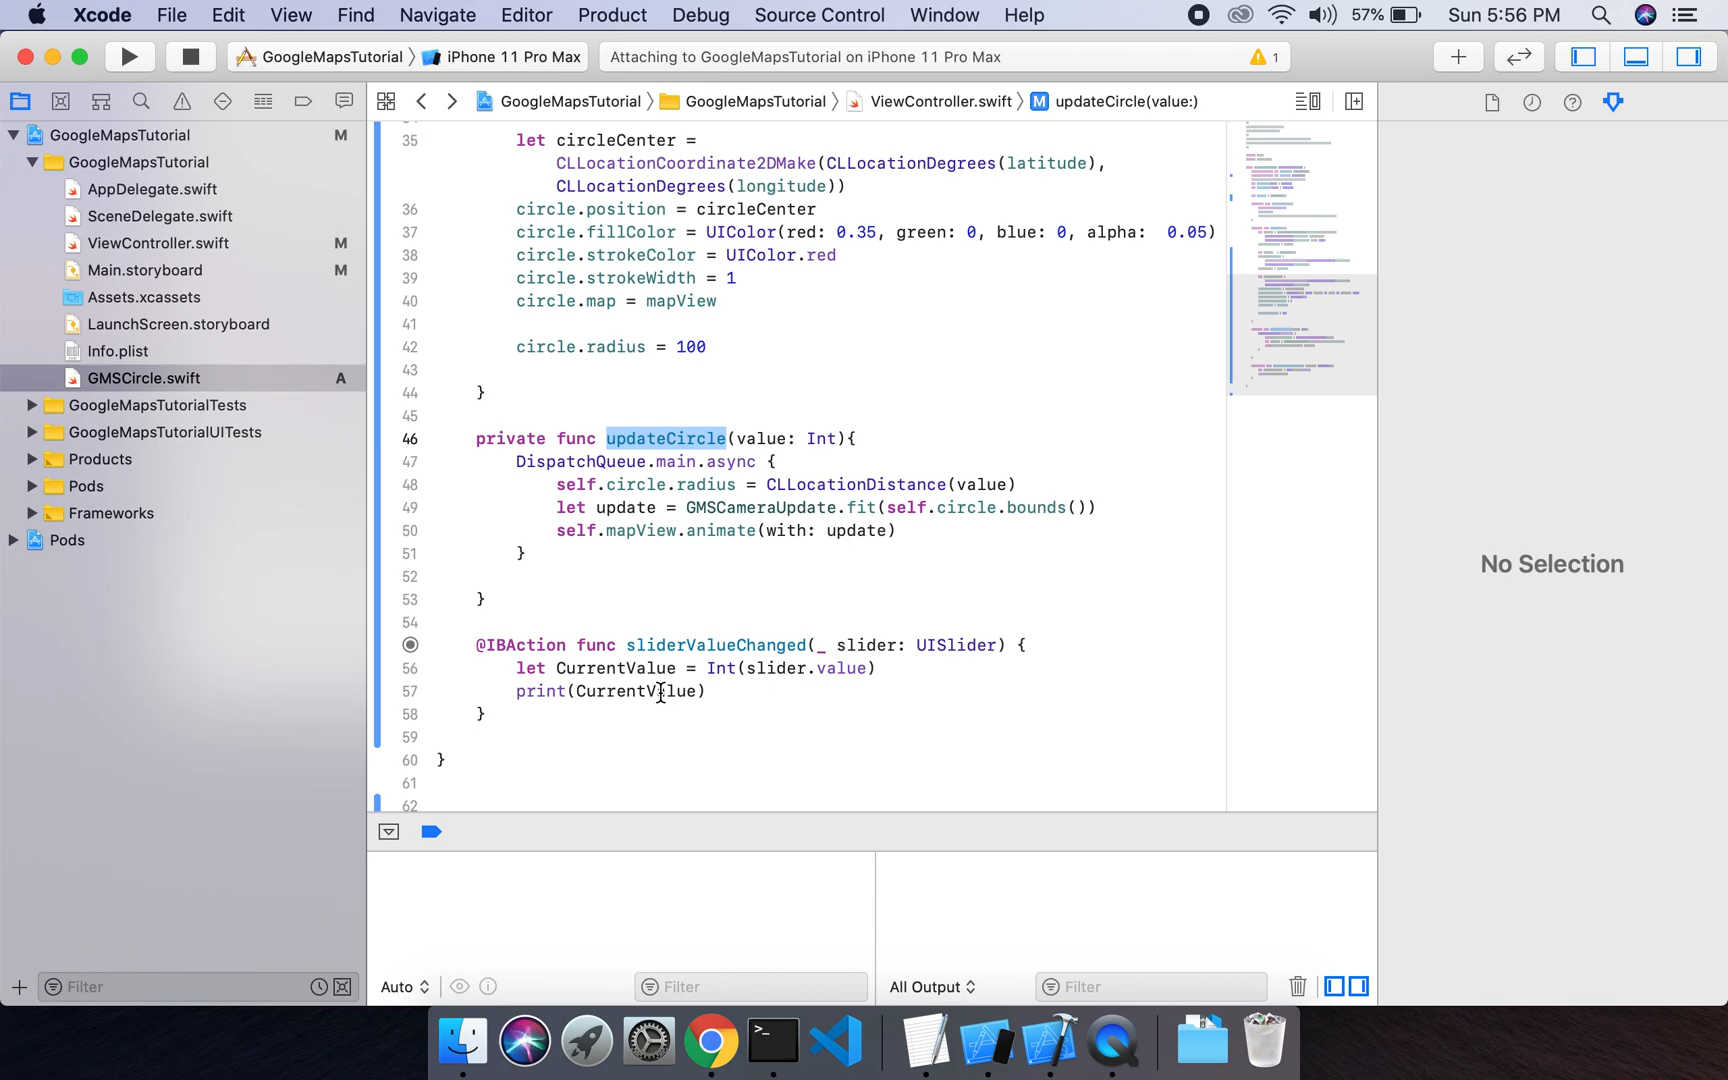 Xcode File Edit View Find Navigate Editor Product Debug Source Control Window Help 57% Sun 5:56 PM
GoogleMapsTutorial iPhone 11 Pro Max Attaching to GoogleMapsTutorial on iPhone 11 Pro Max 1
GoogleMapsTutorial GoogleMapsTutorial ViewController.swift M updateCircle(value:)
GoogleMapsTutorial M
GoogleMapsTutorial
AppDelegate.swift
SceneDelegate.swift
ViewController.swift M
Main.storyboard M
Assets.xcassets
LaunchScreen.storyboard
Info.plist
GMSCircle.swift A
GoogleMapsTutorialTests
GoogleMapsTutorialUITests
Products
Pods
Frameworks
Pods
35 let circleCenter =
CLLocationCoordinate2DMake(CLLocationDegrees(latitude),
CLLocationDegrees(longitude))
36 circle.position = circleCenter
37 circle.fillColor = UIColor(red: 0.35, green: 0, blue: 0, alpha: 0.05)
38 circle.strokeColor = UIColor.red
39 circle.strokeWidth = 1
40 circle.map = mapView
41
42 circle.radius = 100
43
44 }
45
46 private func updateCircle(value: Int){
47 DispatchQueue.main.async {
48 self.circle.radius = CLLocationDistance(value)
49 let update = GMSCameraUpdate.fit(self.circle.bounds())
50 self.mapView.animate(with: update)
51 }
52
53 }
54
@IBAction func sliderValueChanged(_ slider: UISlider) {
56 let CurrentValue = Int(slider.value)
57 print(CurrentValue)
58 }
59
60 }
61
62
No Selection
Filter
Auto Filter All Output Filter